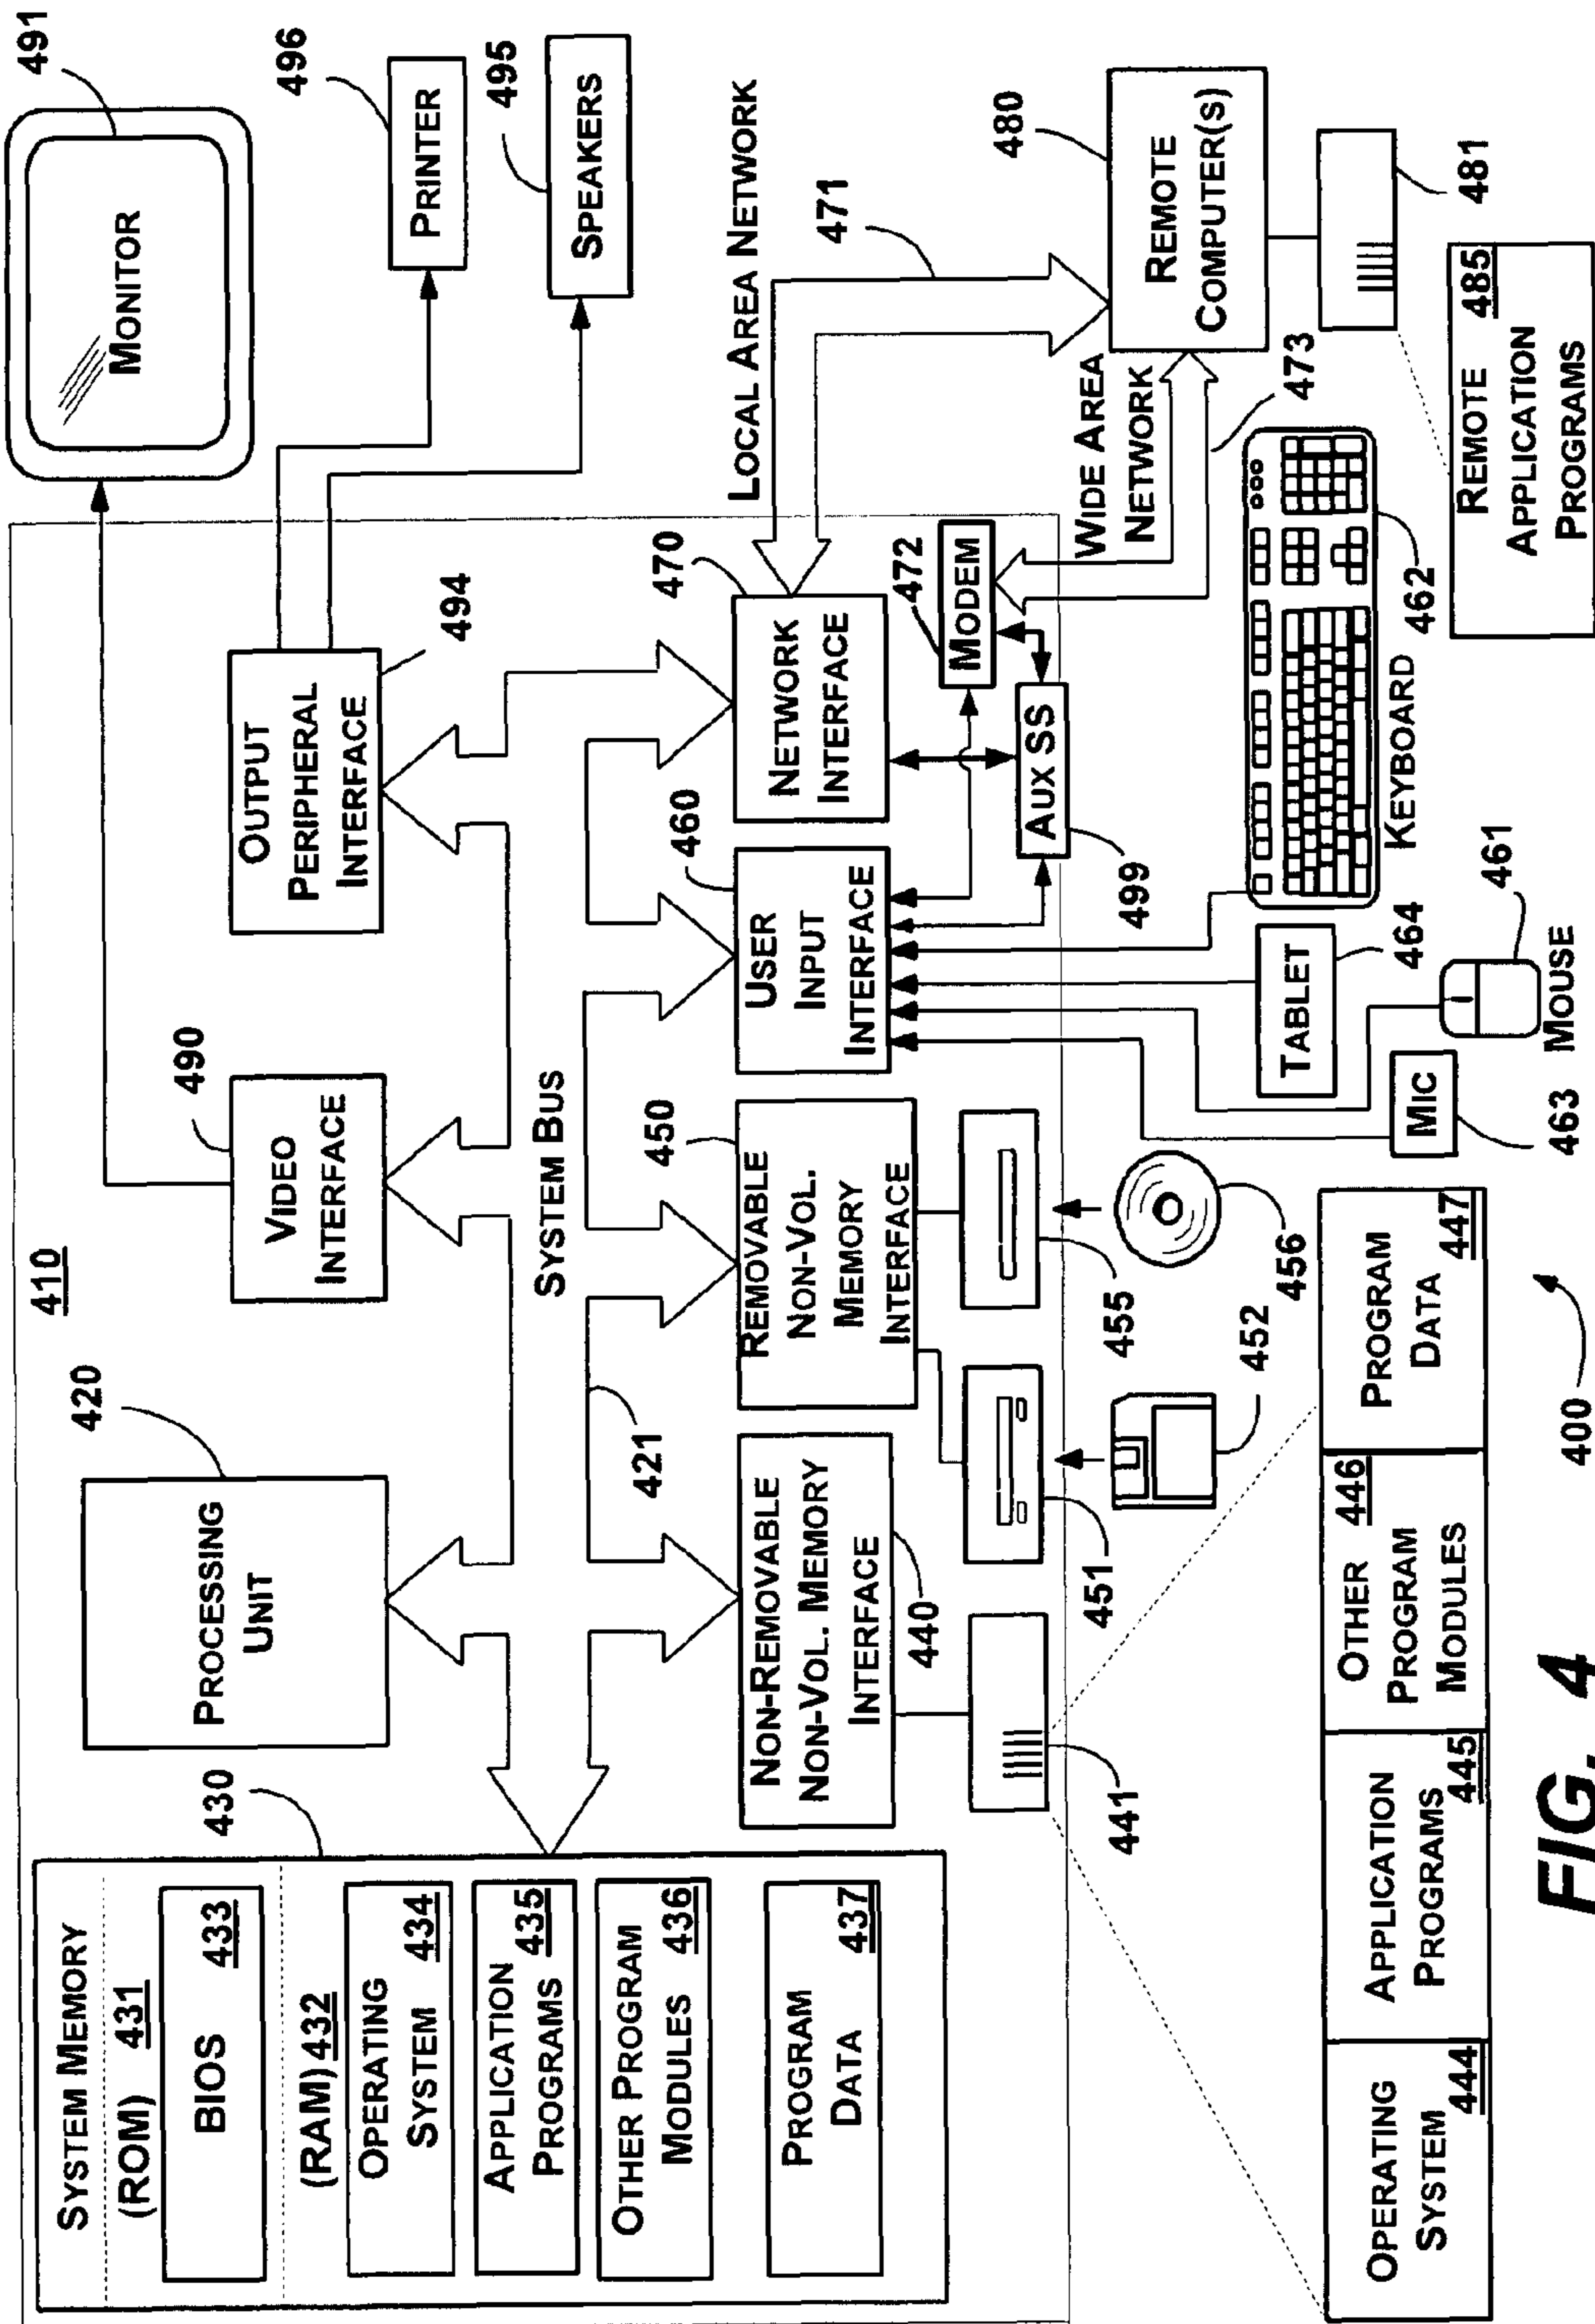 410
SYSTEM MEMORY
(ROM) 431
BIOS 433
(RAM) 432
OPERATING
SYSTEM 434
APPLICATION
PROGRAMS 435
OTHER PROGRAM
MODULES 436
PROGRAM
DATA 437
430
PROCESSING
UNIT
420
VIDEO
INTERFACE
490
OUTPUT
PERIPHERAL
INTERFACE
494
MONITOR
491
PRINTER
496
SPEAKERS
495
SYSTEM BUS
421
NON-REMOVABLE
NON-VOL. MEMORY
INTERFACE
440
REMOVABLE
NON-VOL.
MEMORY
INTERFACE
450
USER
INPUT
INTERFACE
460
NETWORK
INTERFACE
470
LOCAL AREA NETWORK
471
MODEM
472
AUX SS
499
WIDE AREA
NETWORK
473
REMOTE
COMPUTER(S)
480
481
REMOTE 485
APPLICATION
PROGRAMS
441
451
452
455
456
MIC
463
MOUSE
461
TABLET
464
KEYBOARD
462
OPERATING
SYSTEM 444
APPLICATION
PROGRAMS 445
OTHER 446
PROGRAM
MODULES
PROGRAM
DATA 447
400
FIG. 4